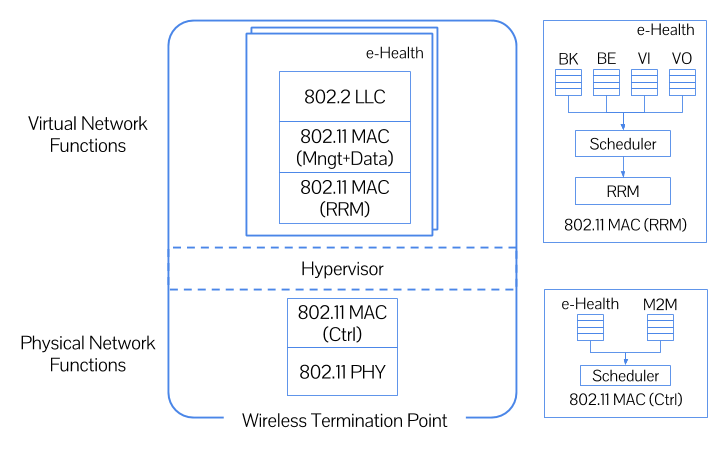 Virtual Network
Functions
e-Health
802.2 LLC
802.11 MAC
(Mngt+Data)
802.11 MAC
(RRM)
Hypervisor
Physical Network
Functions
802.11 MAC
(Ctrl)
802.11 PHY
Wireless Termination Point
e-Health
BK BE VI VO
Scheduler
RRM
802.11 MAC (RRM)
e-Health M2M
Scheduler
802.11 MAC (Ctrl)